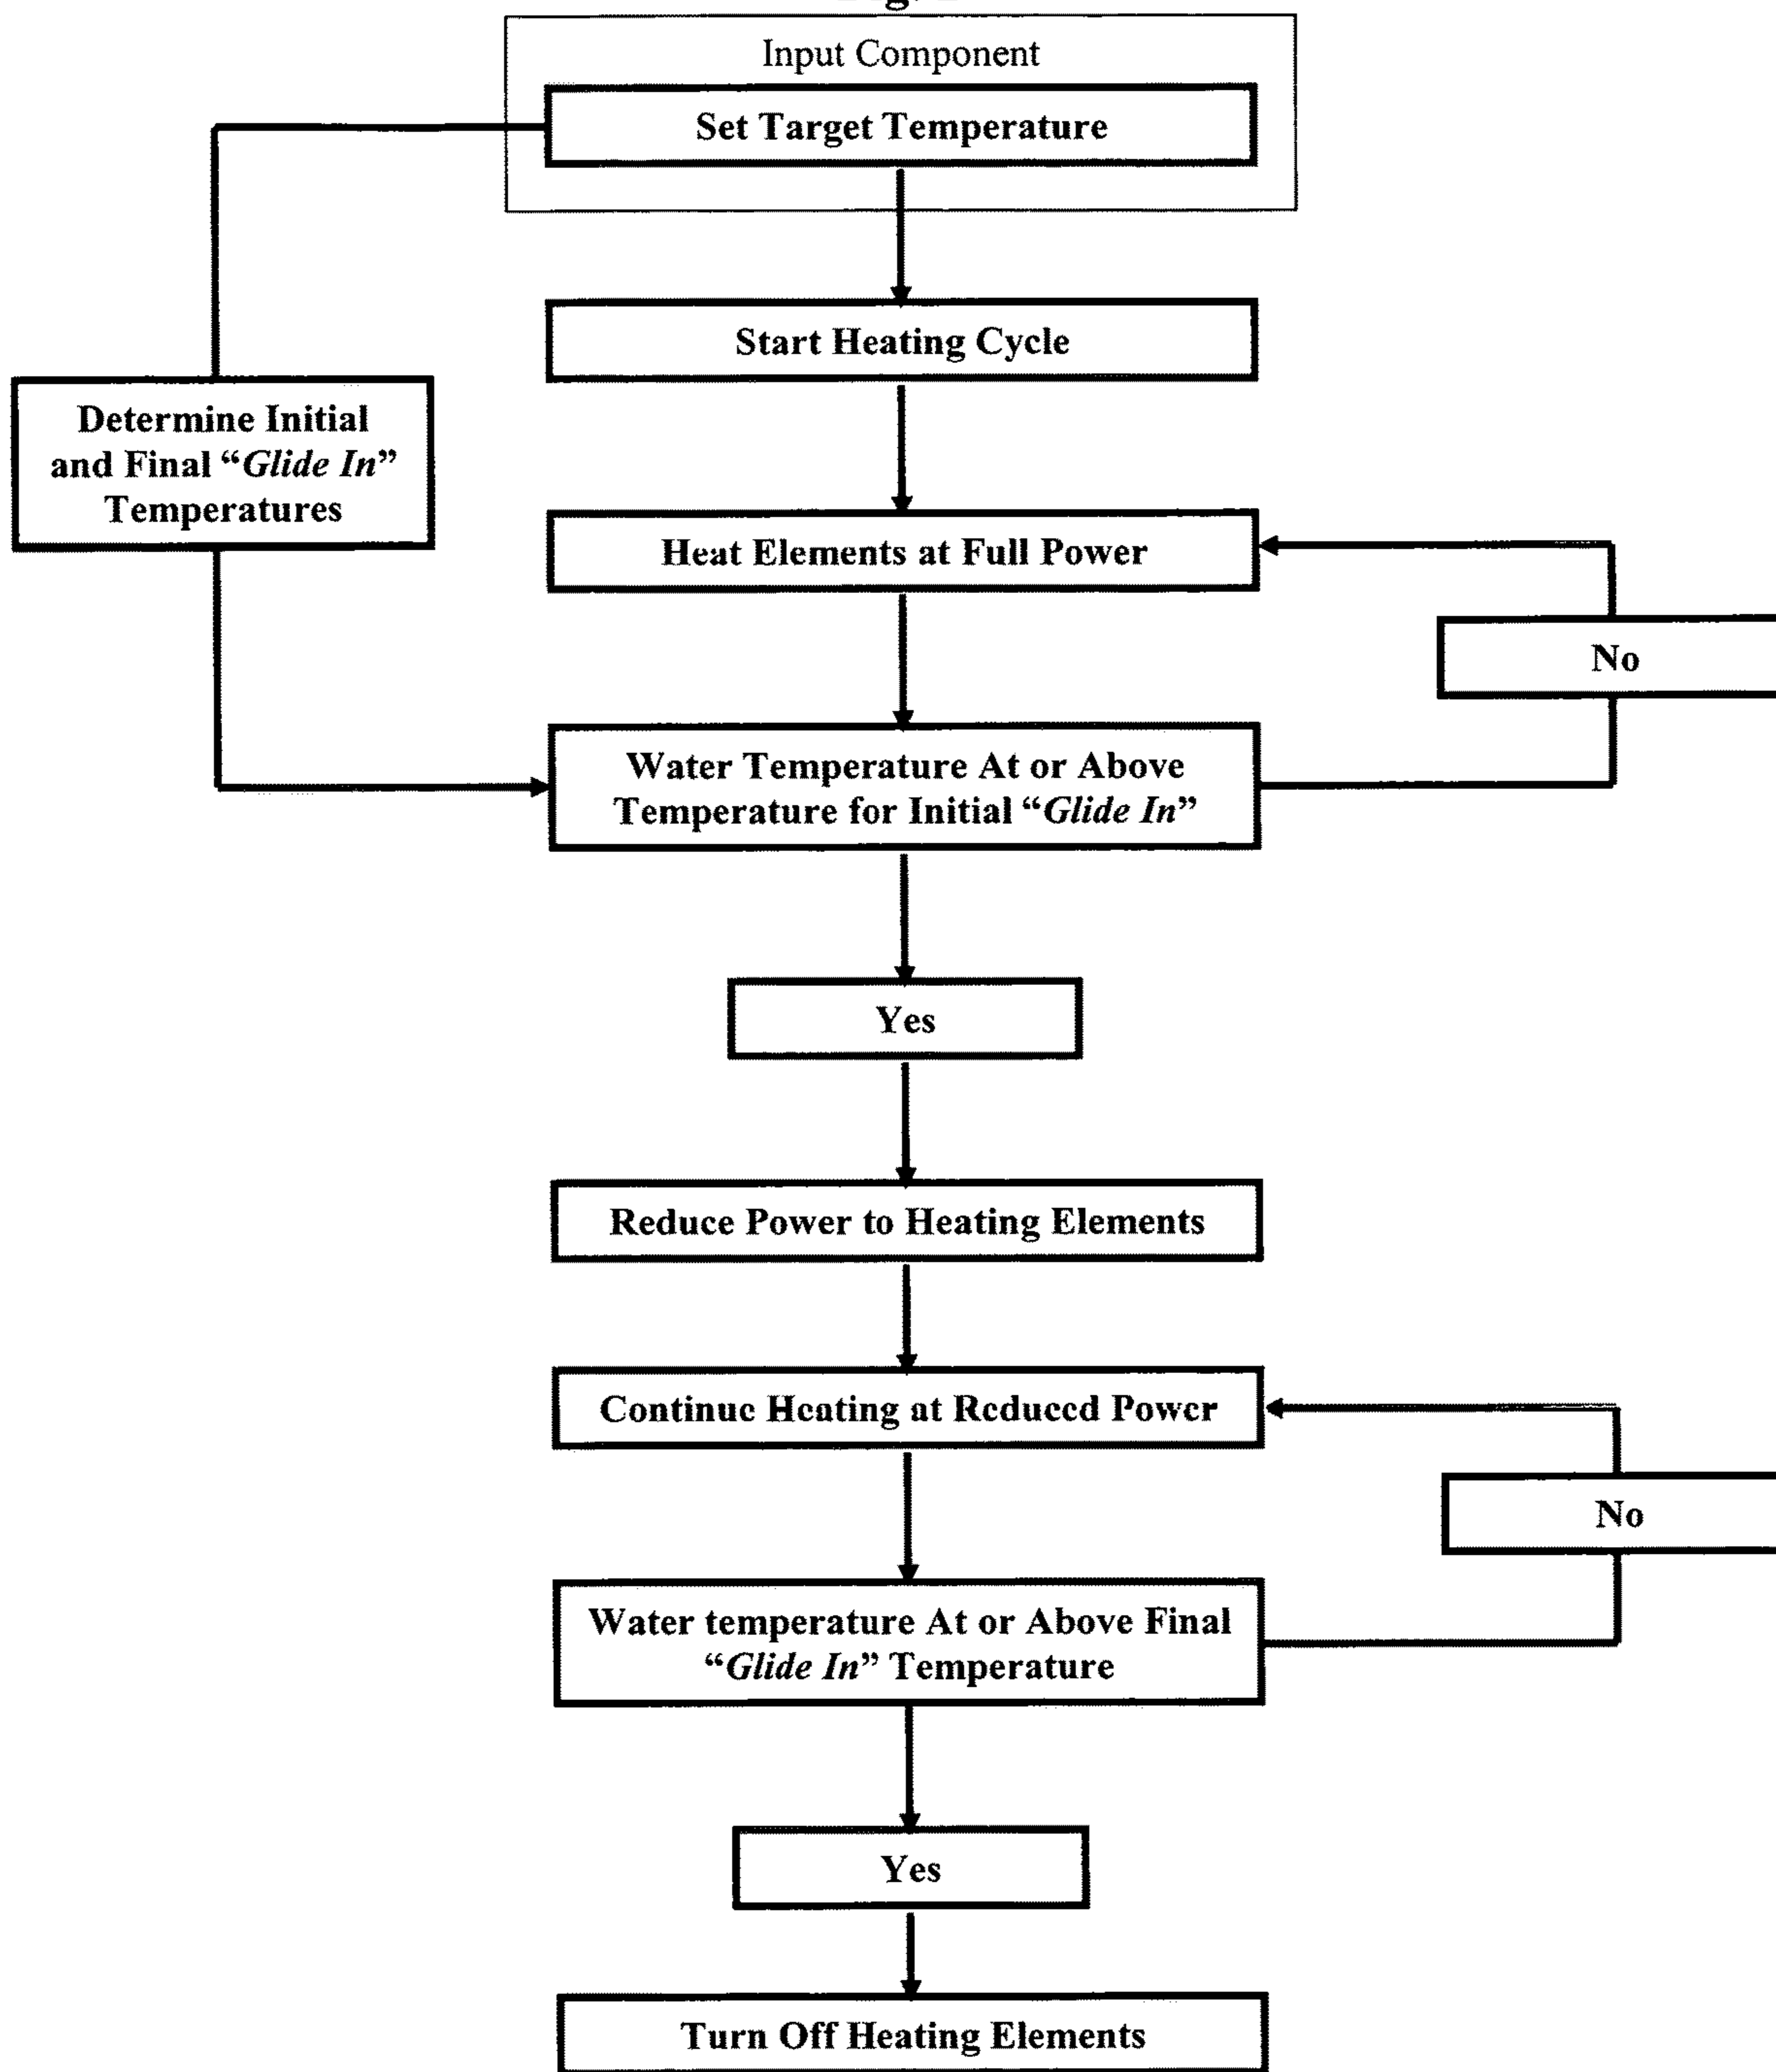 Input Component
Set Target Temperature
Start Heating Cycle
Determine Initial
and Final “Glide In”
Temperatures
Heat Elements at Full Power
No
Water Temperature At or Above
Temperature for Initial “Glide In”
Yes
Reduce Power to Heating Elements
Continue Heating at Reduced Power
No
Water temperature At or Above Final
“Glide In” Temperature
Yes
Turn Off Heating Elements